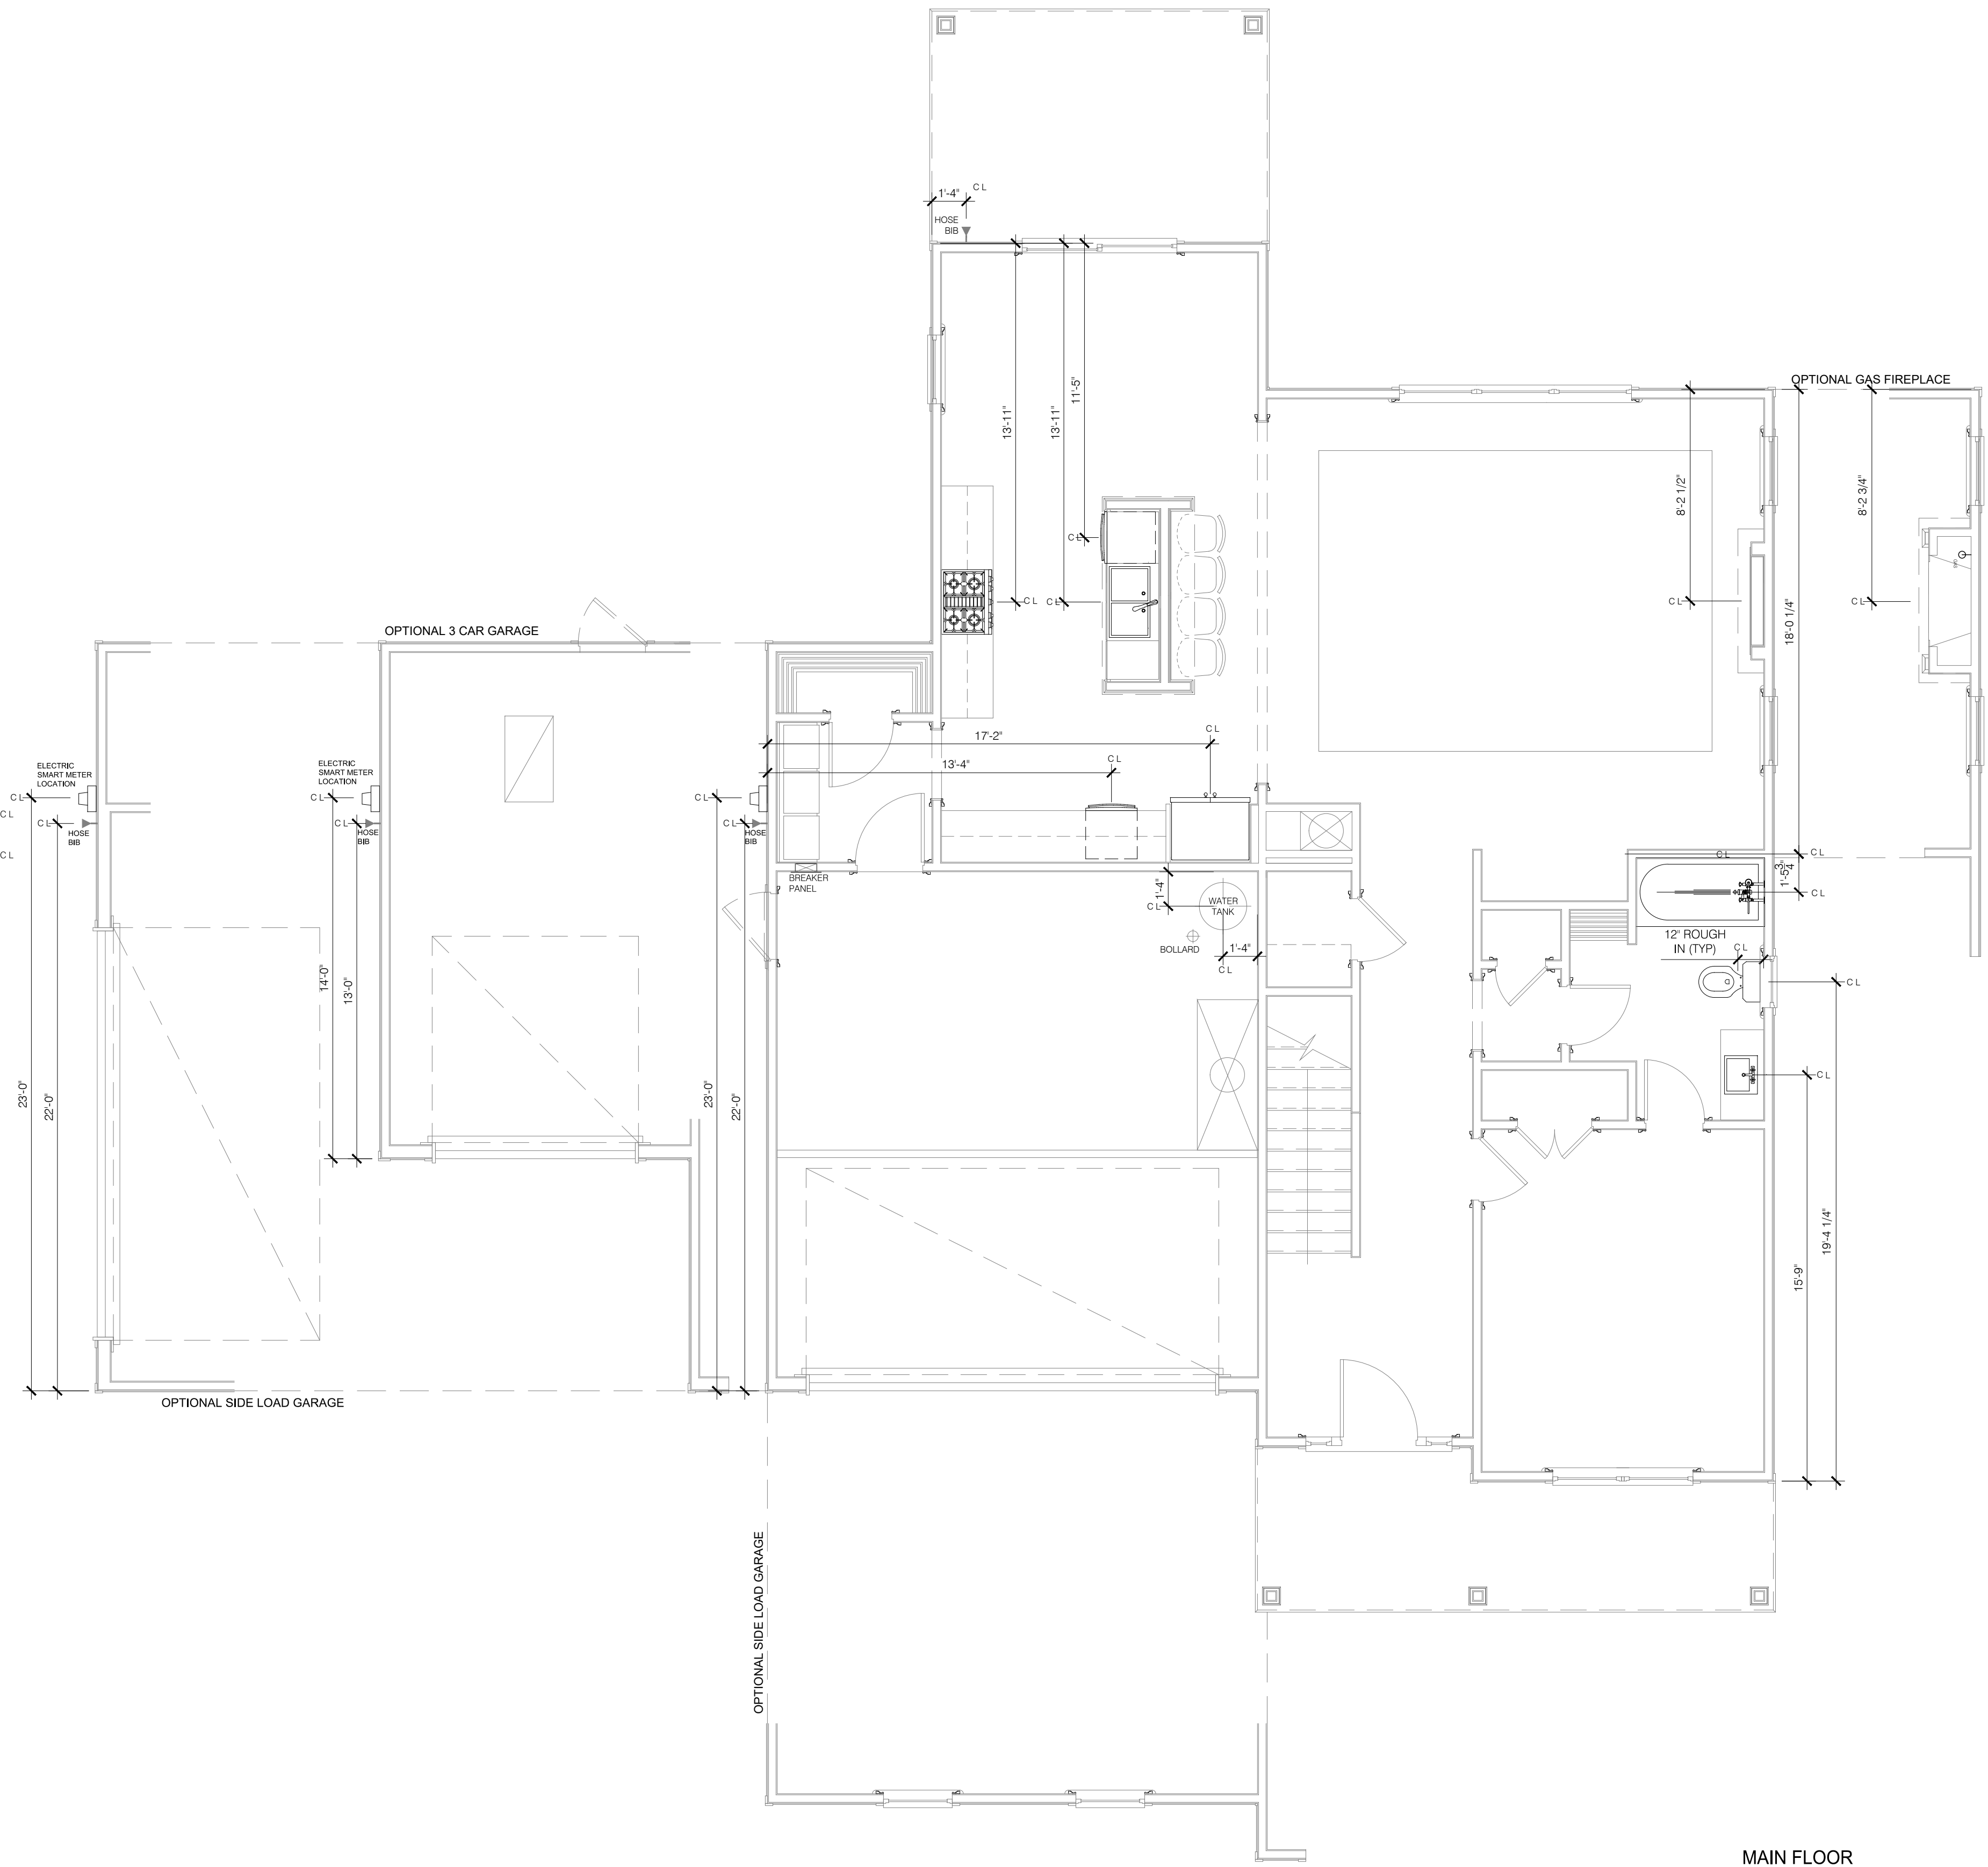 1'-4"
C L
HOSE
BIB
13'-11"
13'-11"
11'-5"
C L
C L
C L
OPTIONAL GAS FIREPLACE
8'-2 1/2"
C L
18'-0 1/4"
8'-2 3/4"
C L
GAS
OPTIONAL 3 CAR GARAGE
17'-2"
C L
13'-4"
C L
ELECTRIC
SMART METER
LOCATION
C L
C L
HOSE
BIB
C L
C L
ELECTRIC
SMART METER
LOCATION
C L
C L
HOSE
BIB
C L
C L
HOSE
BIB
BREAKER
PANEL
1'-4"
C L
WATER
TANK
BOLLARD
1'-4"
C L
C L
C L
1'-5 3/4"
C L
12" ROUGH
IN (TYP)
C L
C L
C L
14'-0"
13'-0"
23'-0"
22'-0"
23'-0"
22'-0"
19'-4 1/4"
15'-9"
OPTIONAL SIDE LOAD GARAGE
OPTIONAL SIDE LOAD GARAGE
MAIN FLOOR